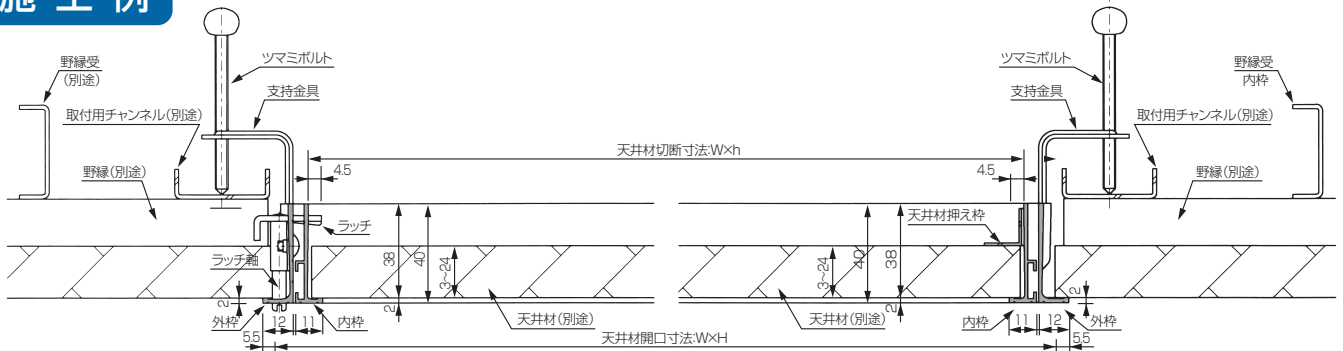 施工例
ツマミボルト
野縁受
(別途)
支持金具
取付用チャンネル(別途)
野縁(別途)
天井材切断寸法:W×h
4.5
ラッチ
ラッチ軸
38
40
3~24
2
2
外枠
12
11
内枠
5.5
天井材(別途)
天井材開口寸法:W×H
ツマミボルト
野縁受
内枠
支持金具
取付用チャンネル(別途)
4.5
野縁(別途)
天井材押え枠
3~24
40
38
2
2
天井材(別途)
内枠
11
12
外枠
5.5